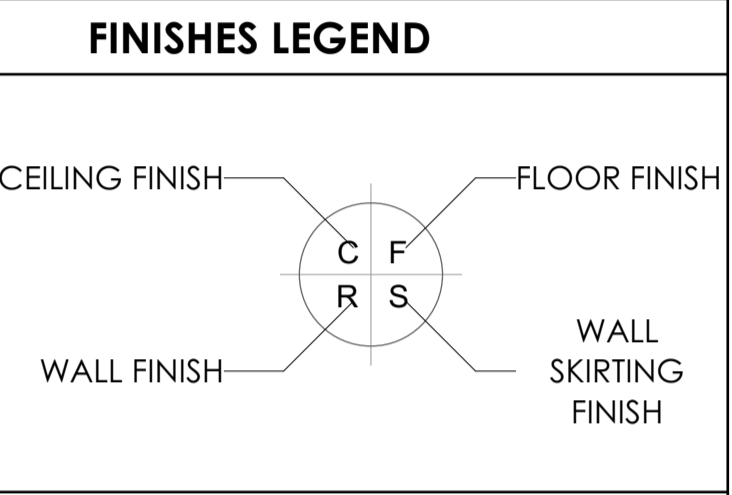 FINISHES LEGEND
CEILING FINISH
FLOOR FINISH
C F
R S
WALL FINISH
WALL
SKIRTING
FINISH